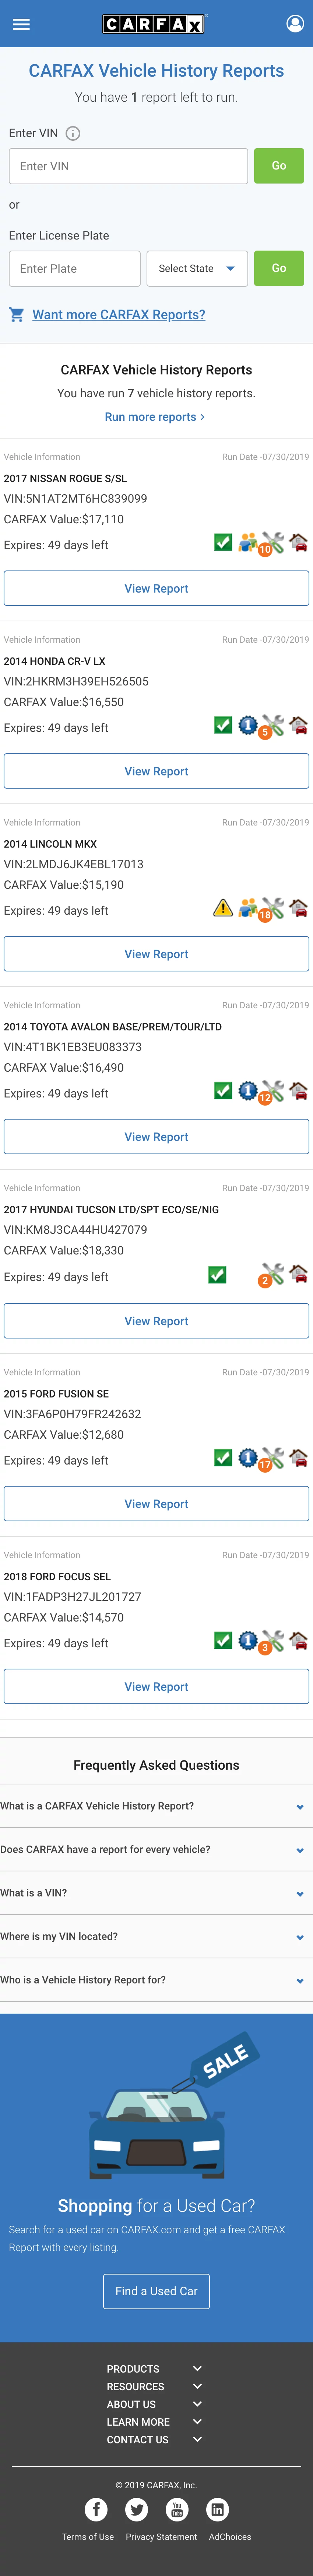 CARFAX
CARFAX Vehicle History Reports
You have 1 report left to run.
Enter VIN
Enter VIN
Go
or
Enter License Plate
Enter Plate
Select State
Go
Want more CARFAX Reports?
CARFAX Vehicle History Reports
You have run 7 vehicle history reports.
Run more reports
Vehicle Information Run Date -07/30/2019
2017 NISSAN ROGUE S/SL
VIN:5N1AT2MT6HC839099
CARFAX Value:$17,110
Expires: 49 days left 10
View Report
Vehicle Information Run Date -07/30/2019
2014 HONDA CR-V LX
VIN:2HKRM3H39EH526505
CARFAX Value:$16,550
Expires: 49 days left 1 5
View Report
Vehicle Information Run Date -07/30/2019
2014 LINCOLN MKX
VIN:2LMDJ6JK4EBL17013
CARFAX Value:$15,190
Expires: 49 days left 18
View Report
Vehicle Information Run Date -07/30/2019
2014 TOYOTA AVALON BASE/PREM/TOUR/LTD
VIN:4T1BK1EB3EU083373
CARFAX Value:$16,490
Expires: 49 days left 1 12
View Report
Vehicle Information Run Date -07/30/2019
2017 HYUNDAI TUCSON LTD/SPT ECO/SE/NIG
VIN:KM8J3CA44HU427079
CARFAX Value:$18,330
Expires: 49 days left 2
View Report
Vehicle Information Run Date -07/30/2019
2015 FORD FUSION SE
VIN:3FA6P0H79FR242632
CARFAX Value:$12,680
Expires: 49 days left 1 17
View Report
Vehicle Information Run Date -07/30/2019
2018 FORD FOCUS SEL
VIN:1FADP3H27JL201727
CARFAX Value:$14,570
Expires: 49 days left 1 3
View Report
Frequently Asked Questions
What is a CARFAX Vehicle History Report?
Does CARFAX have a report for every vehicle?
What is a VIN?
Where is my VIN located?
Who is a Vehicle History Report for?
SALE
Shopping for a Used Car?
Search for a used car on CARFAX.com and get a free CARFAX
Report with every listing.
Find a Used Car
PRODUCTS
RESOURCES
ABOUT US
LEARN MORE
CONTACT US
© 2019 CARFAX, Inc.
You Tube
Terms of Use Privacy Statement AdChoices